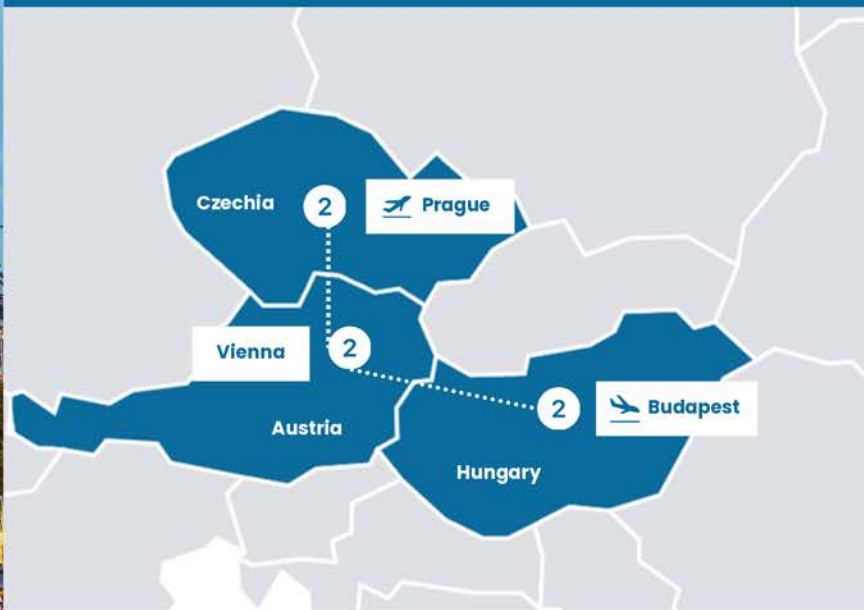 Czechia
2
Prague
Vienna
2
2
Budapest
Austria
Hungary